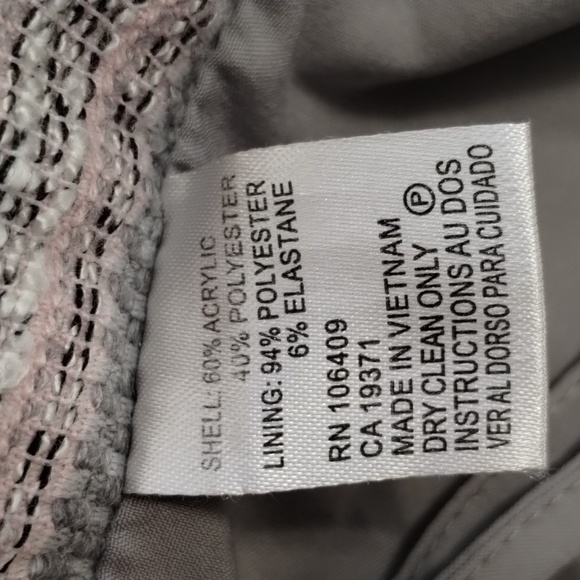 SHELL: 60% ACRYLIC
40% POLYESTER
LINING: 94% POLYESTER
6% ELASTANE
RN 106409
CA 19371
MADE IN VIETNAM
DRY CLEAN ONLY Ⓟ
INSTRUCTIONS AU DOS
VER AL DORSO PARA CUIDADO